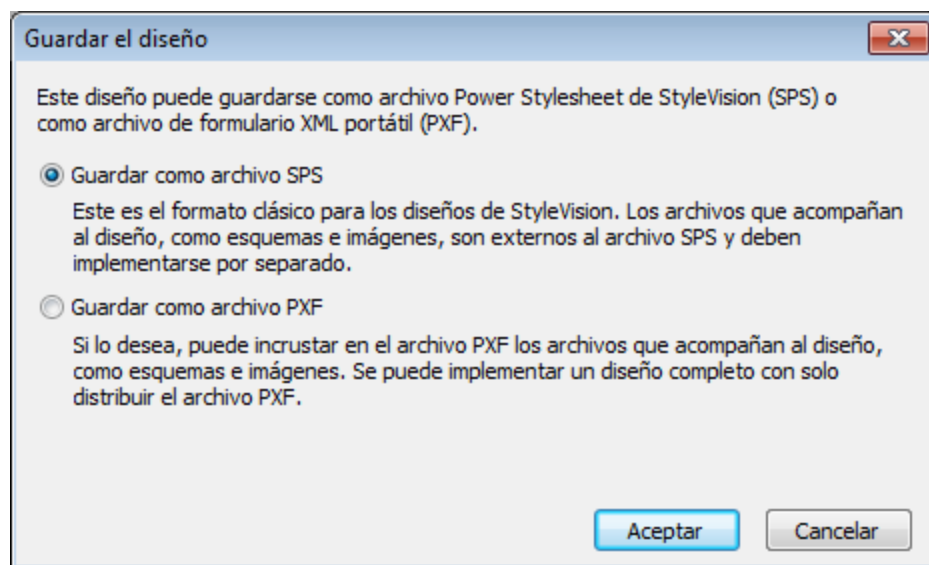 Guardar el diseño
Este diseño puede guardarse como archivo Power Stylesheet de StyleVision (SPS) o
como archivo de formulario XML portátil (PXF).
Guardar como archivo SPS
Este es el formato clásico para los diseños de StyleVision. Los archivos que acompañan
al diseño, como esquemas e imágenes, son externos al archivo SPS y deben
implementarse por separado.
Guardar como archivo PXF
Si lo desea, puede incrustar en el archivo PXF los archivos que acompañan al diseño,
como esquemas e imágenes. Se puede implementar un diseño completo con solo
distribuir el archivo PXF.
Aceptar
Cancelar